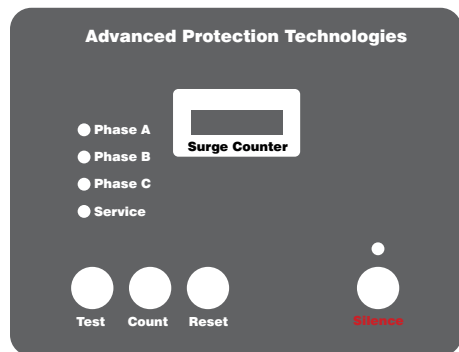 Advanced Protection Technologies
Surge Counter
Phase A
Phase B
Phase C
Service
Test Count Reset
Silence